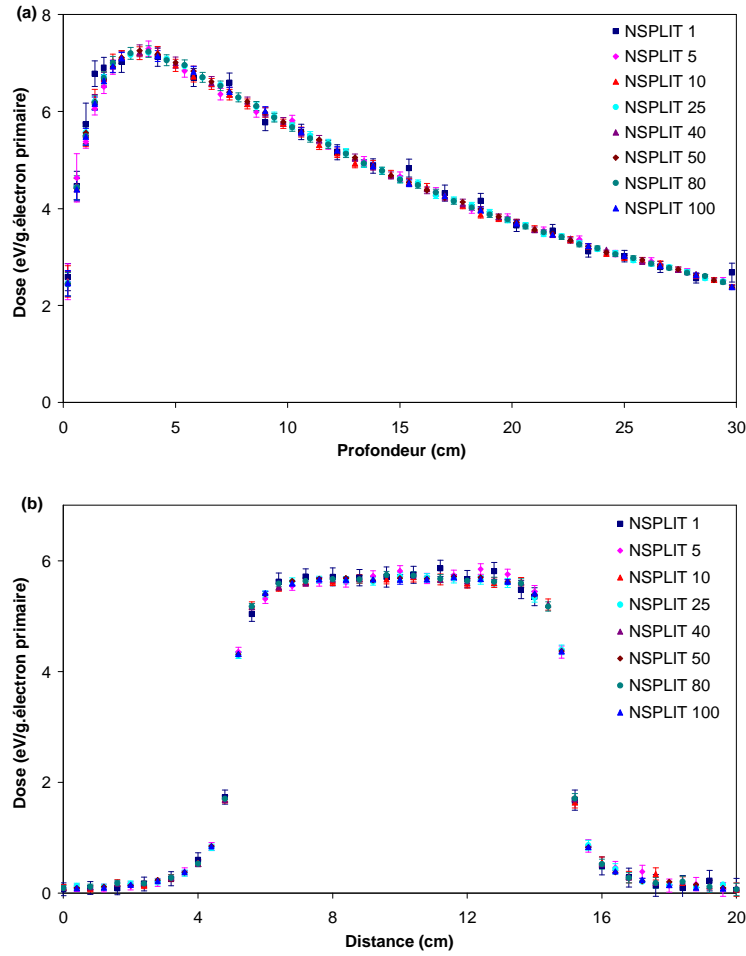 (a)
8
6
4
2
0
Dose (eV/g.électron primaire)
NSPLIT 1
NSPLIT 5
NSPLIT 10
NSPLIT 25
NSPLIT 40
NSPLIT 50
NSPLIT 80
NSPLIT 100
0 5 10 15 20 25 30
Profondeur (cm)
(b)
6
4
2
0
Dose (eV/g.électron primaire)
NSPLIT 1
NSPLIT 5
NSPLIT 10
NSPLIT 25
NSPLIT 40
NSPLIT 50
NSPLIT 80
NSPLIT 100
0 4 8 12 16 20
Distance (cm)